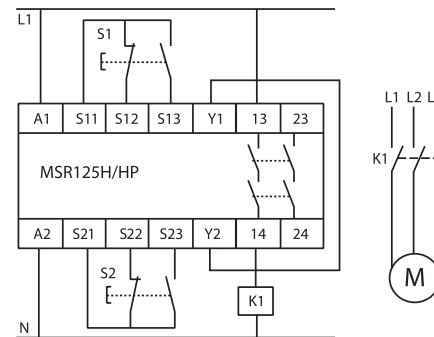 L1
S1
A1 S11 S12 S13 Y1 13 23
MSR125H/HP
A2 S21 S22 S23 Y2 14 24
S2
K1
N
L1 L2 L
K1
M